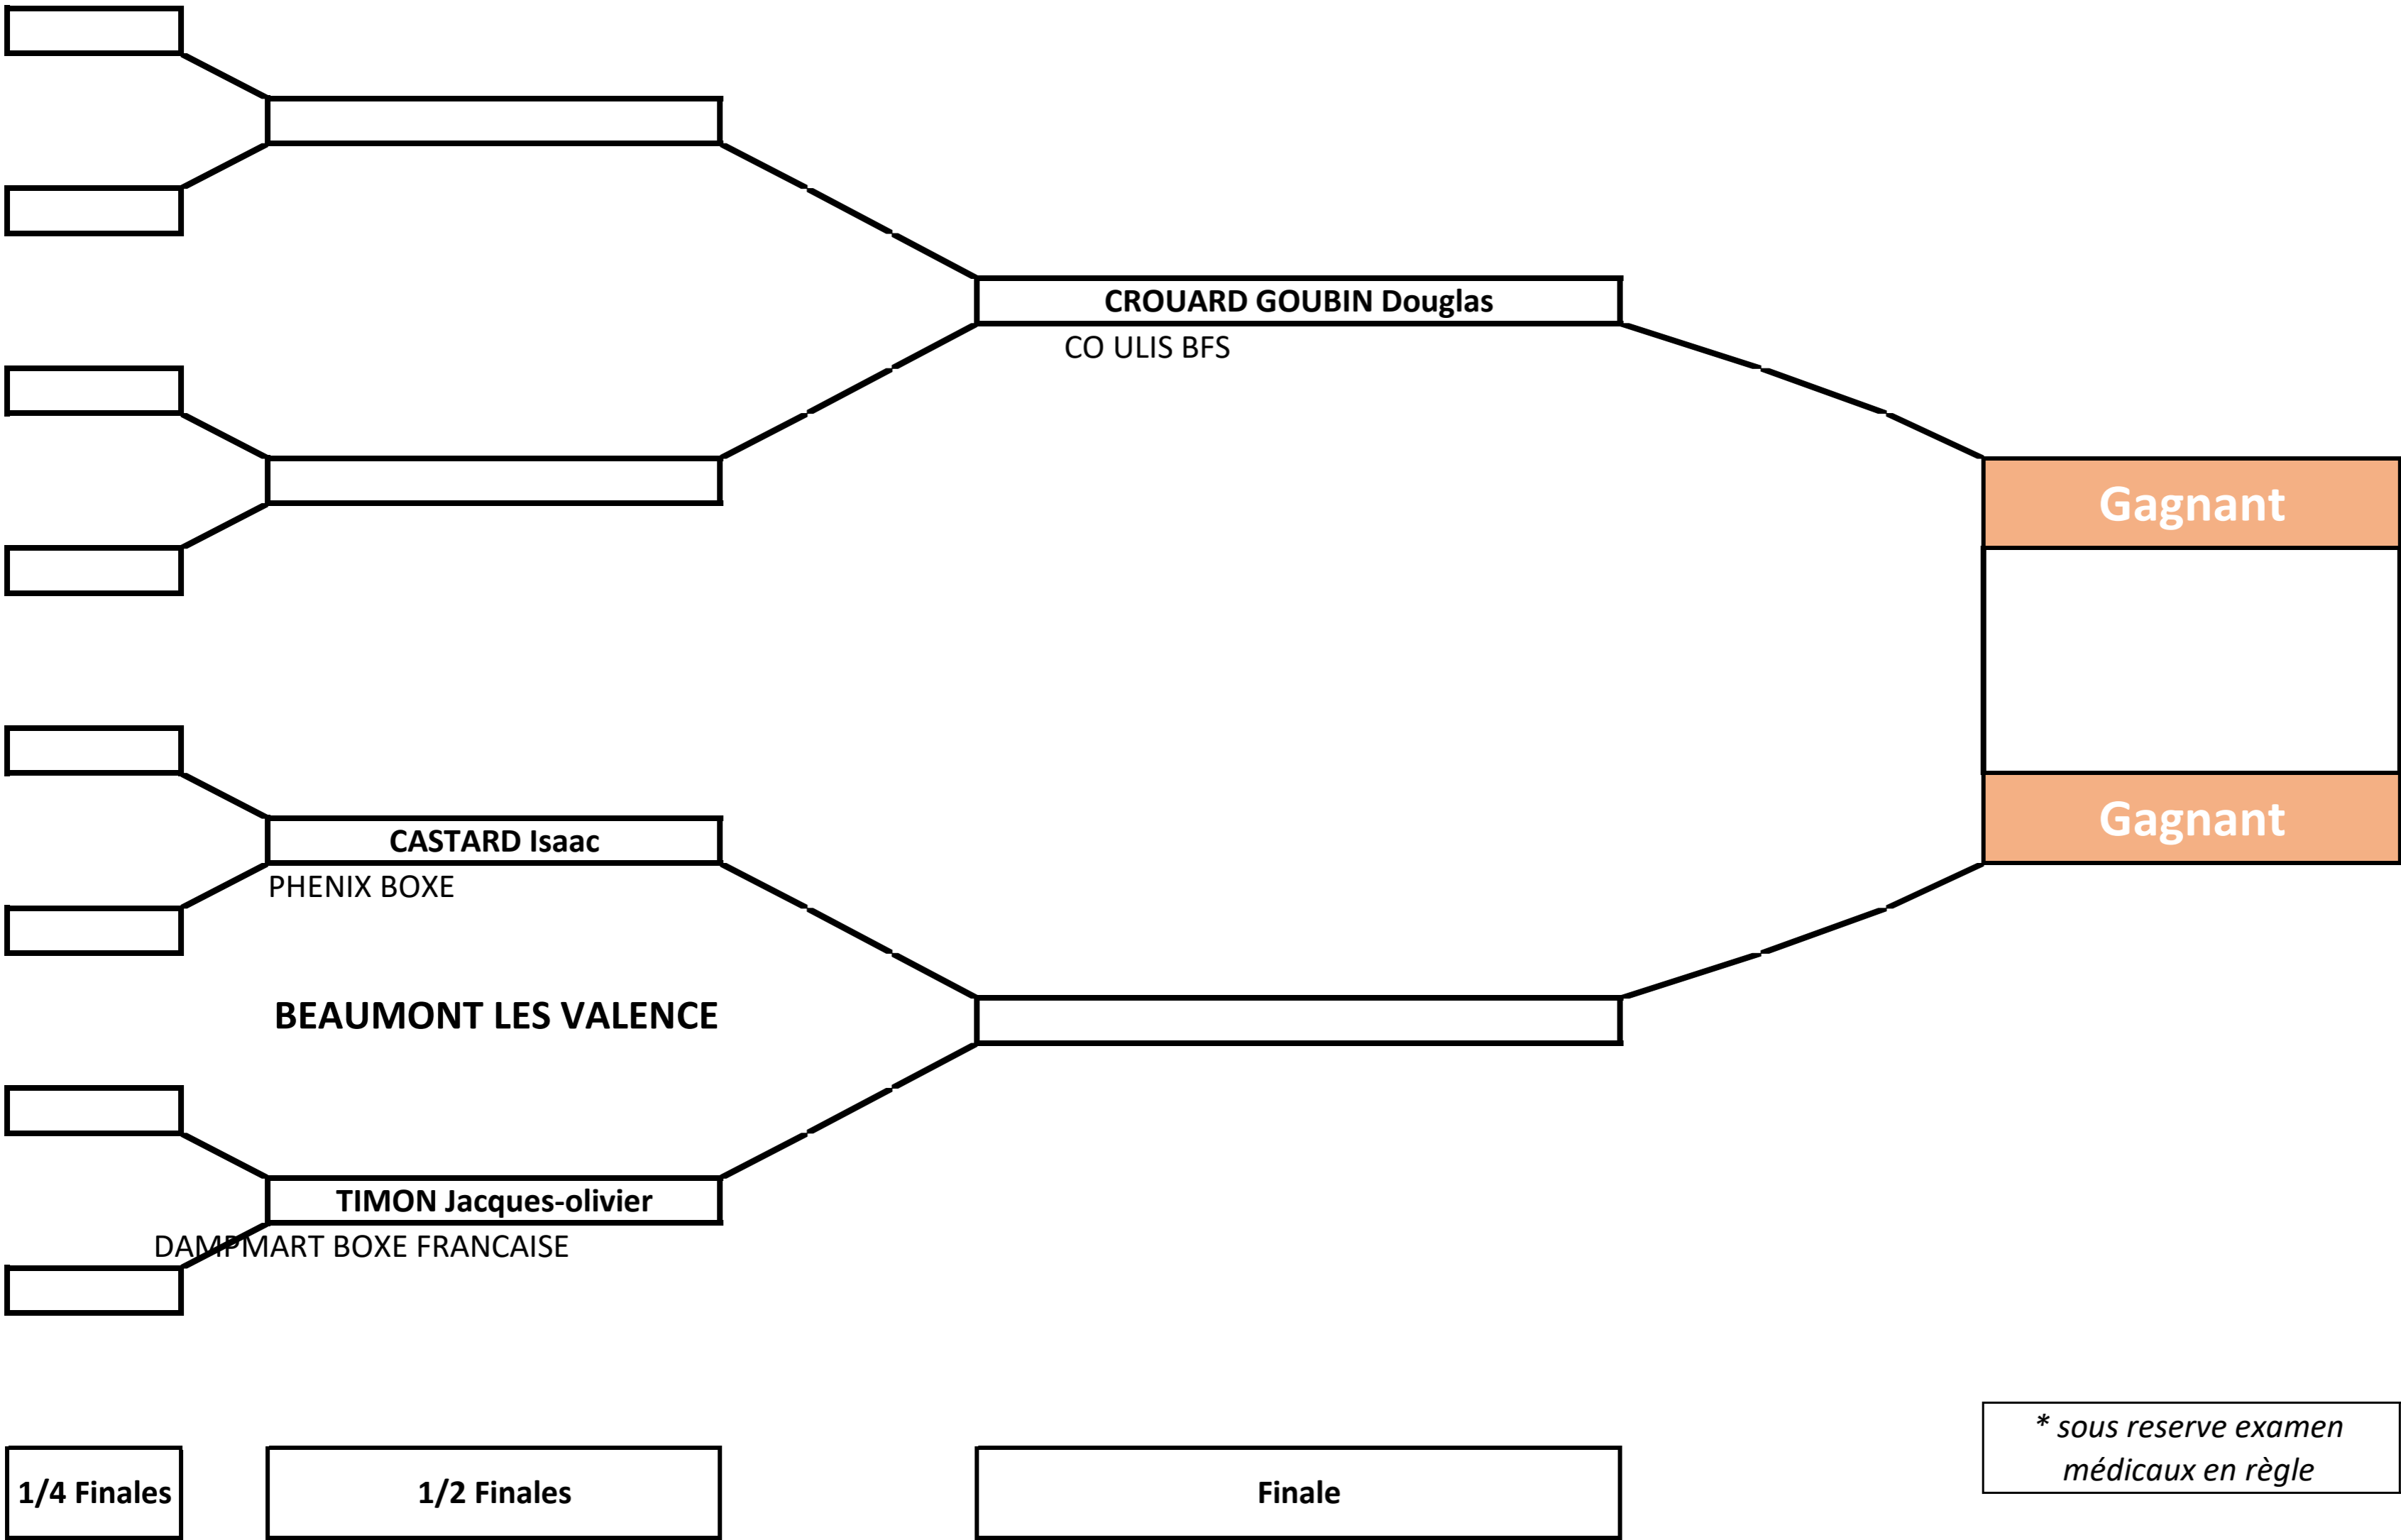 CROUARD GOUBIN Douglas
CO ULIS BFS
Gagnant
Gagnant
CASTARD Isaac
PHENIX BOXE
BEAUMONT LES VALENCE
TIMON Jacques-olivier
DAMPMART BOXE FRANCAISE
* sous reserve examen
médicaux en règle
1/4 Finales
1/2 Finales
Finale